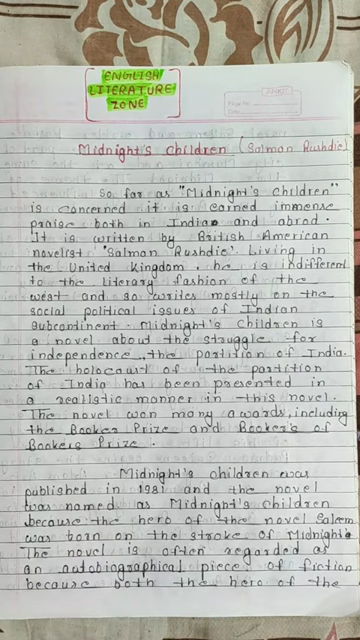 ENGLISH
LITERATURE
ZONE
Midnight's Children (Salman Rushdie)
So far as "Midnight's children"
is concerned it is earned immense
praise both in India and abrod.
It is written by British American
novelist 'Salman Rushdie'. Living in
the United kingdom. he is indifferent
to the Literary fashion of the
west and so writes mostly on the
social political issues of Indian
Subcontinent. Midnight's Children is
a novel about the struggle for
independence, the partition of India.
The holocaust of the partition
of India has been presented in
a realistic manner in this novel.
The novel won many awards, including
the Booker Prize and Booker's of
Bookers Prize.
Midnight's children was
published in 1981 and the novel
was named as Midnight's children
because the hero of the novel Saleem
was born on the stroke of Midnight's
The novel is often regarded as
an autobiographical piece of fiction
because both the hero of the